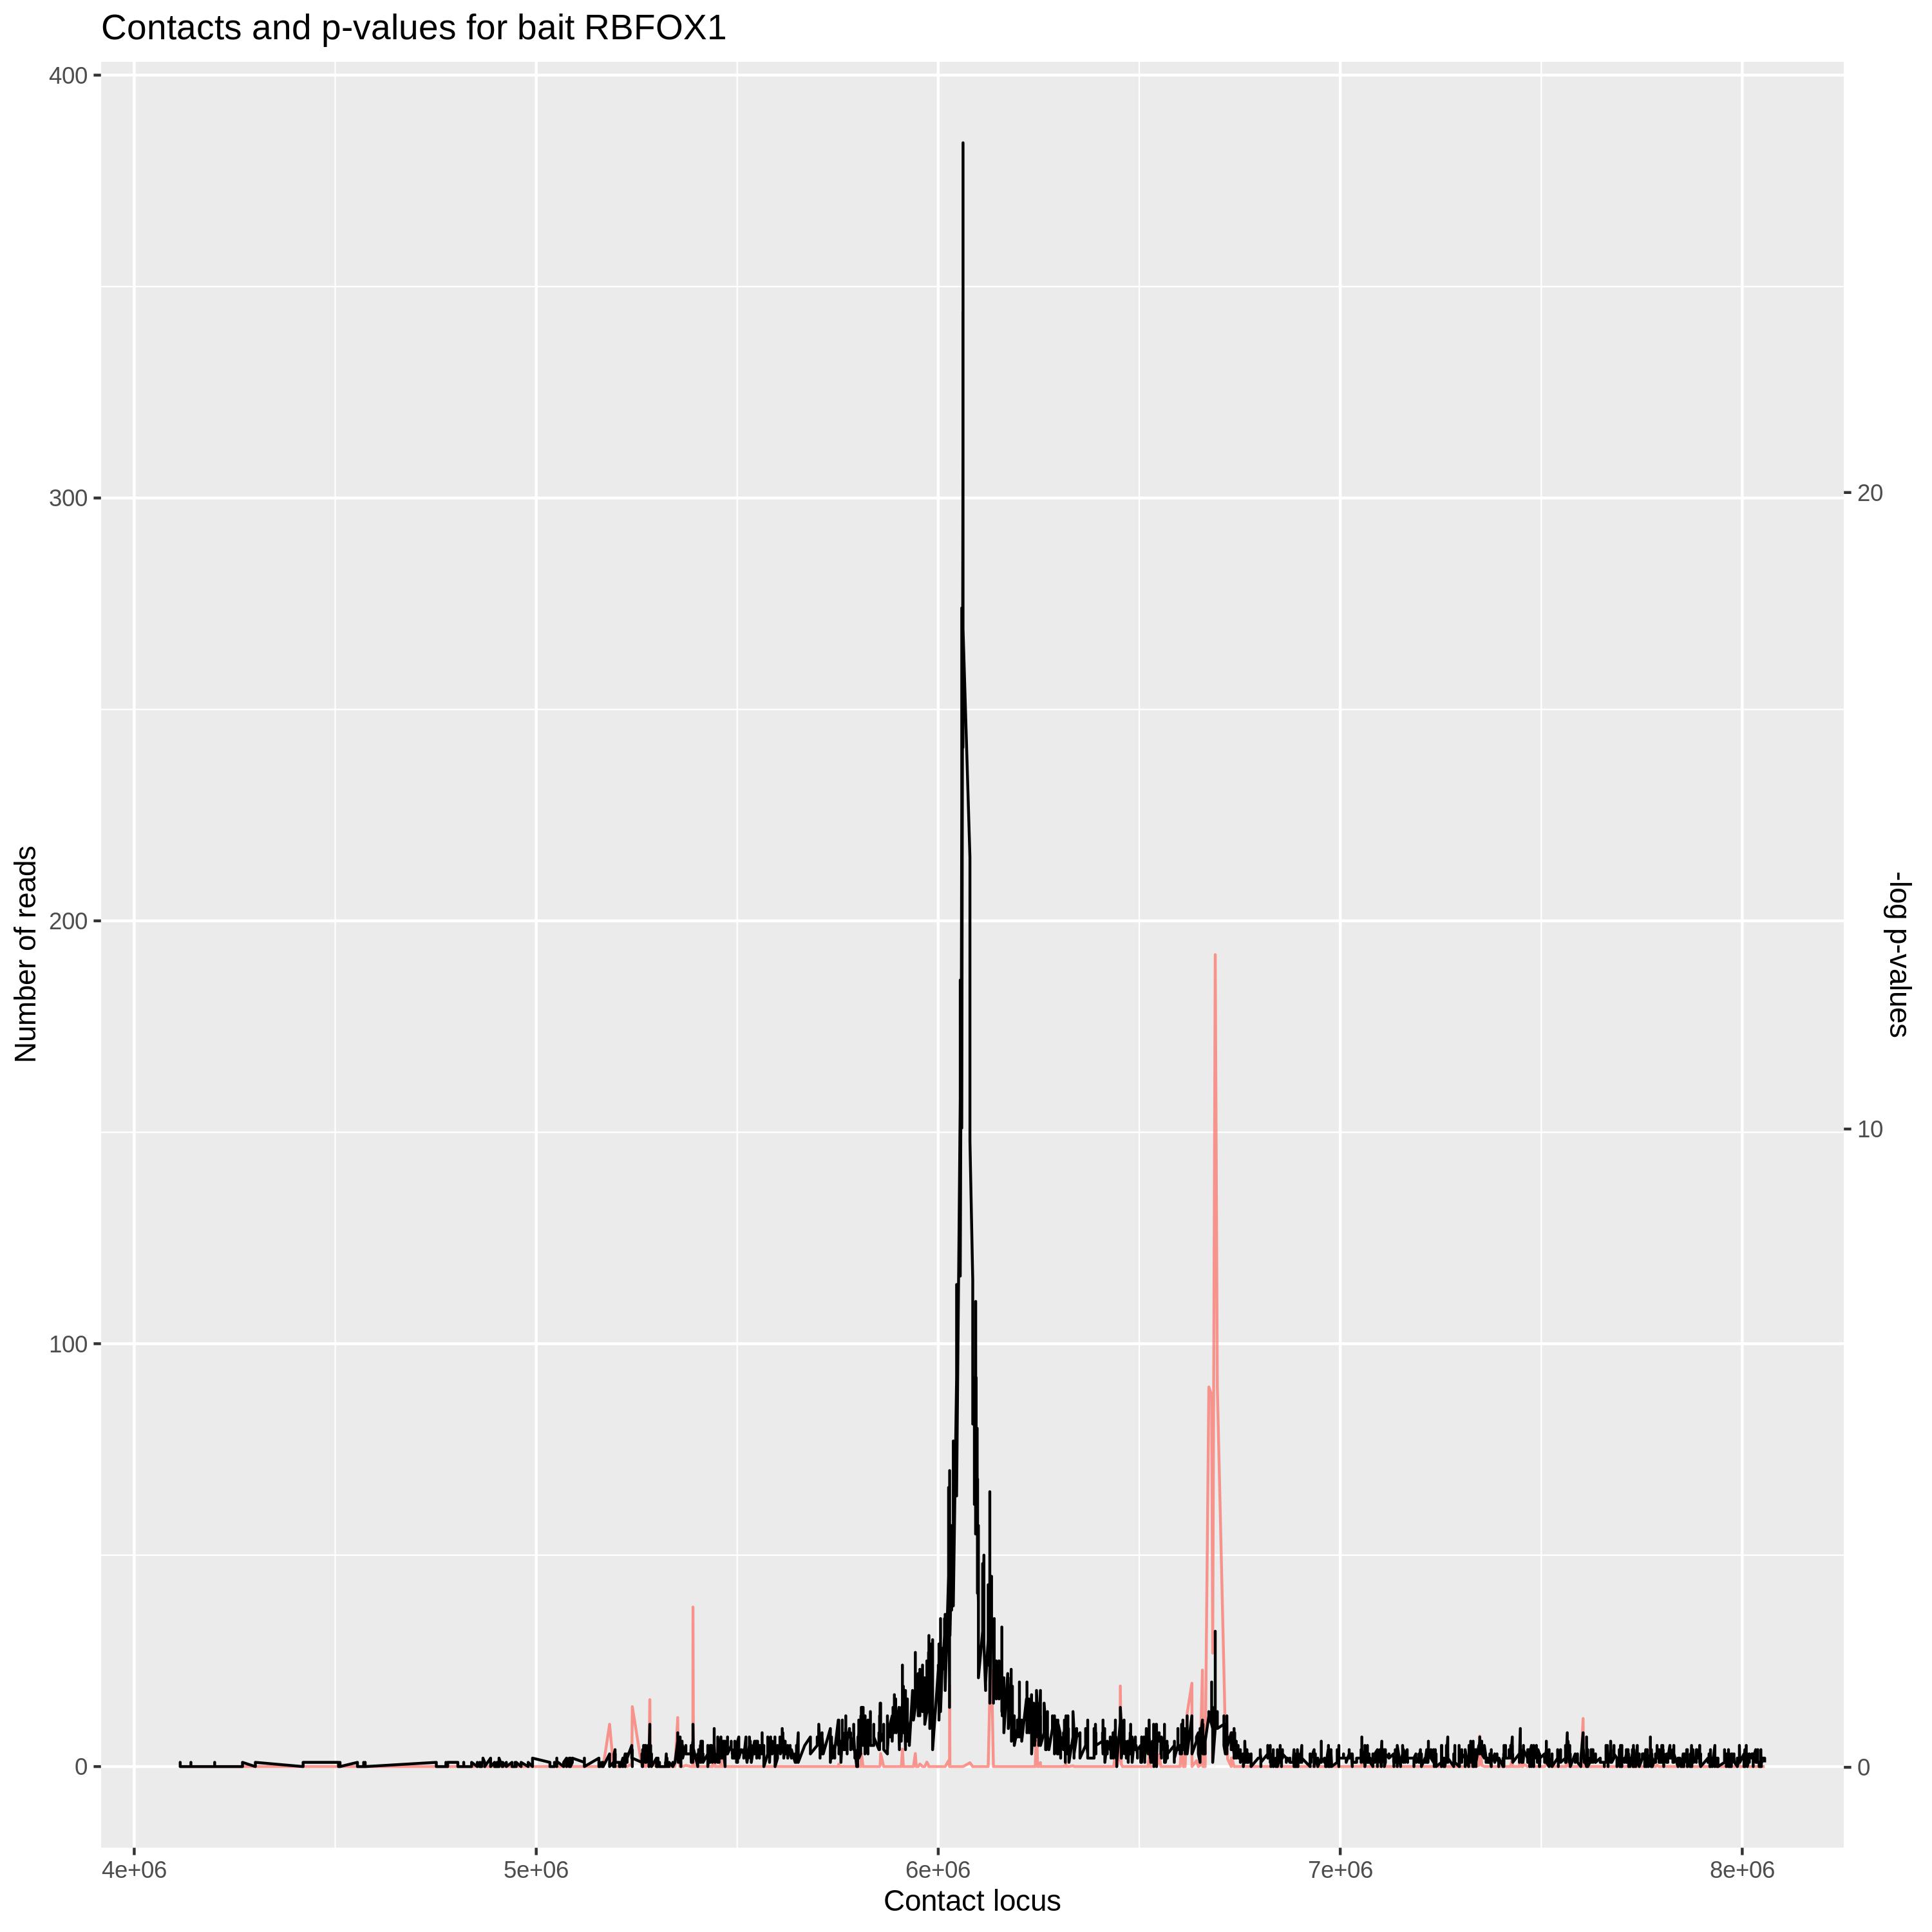 Contacts and p-values for bait RBFOX1
400
300
200
100
0
Number of reads
20
10
0
-log p-values
4e+06
5e+06
6e+06
7e+06
8e+06
Contact locus